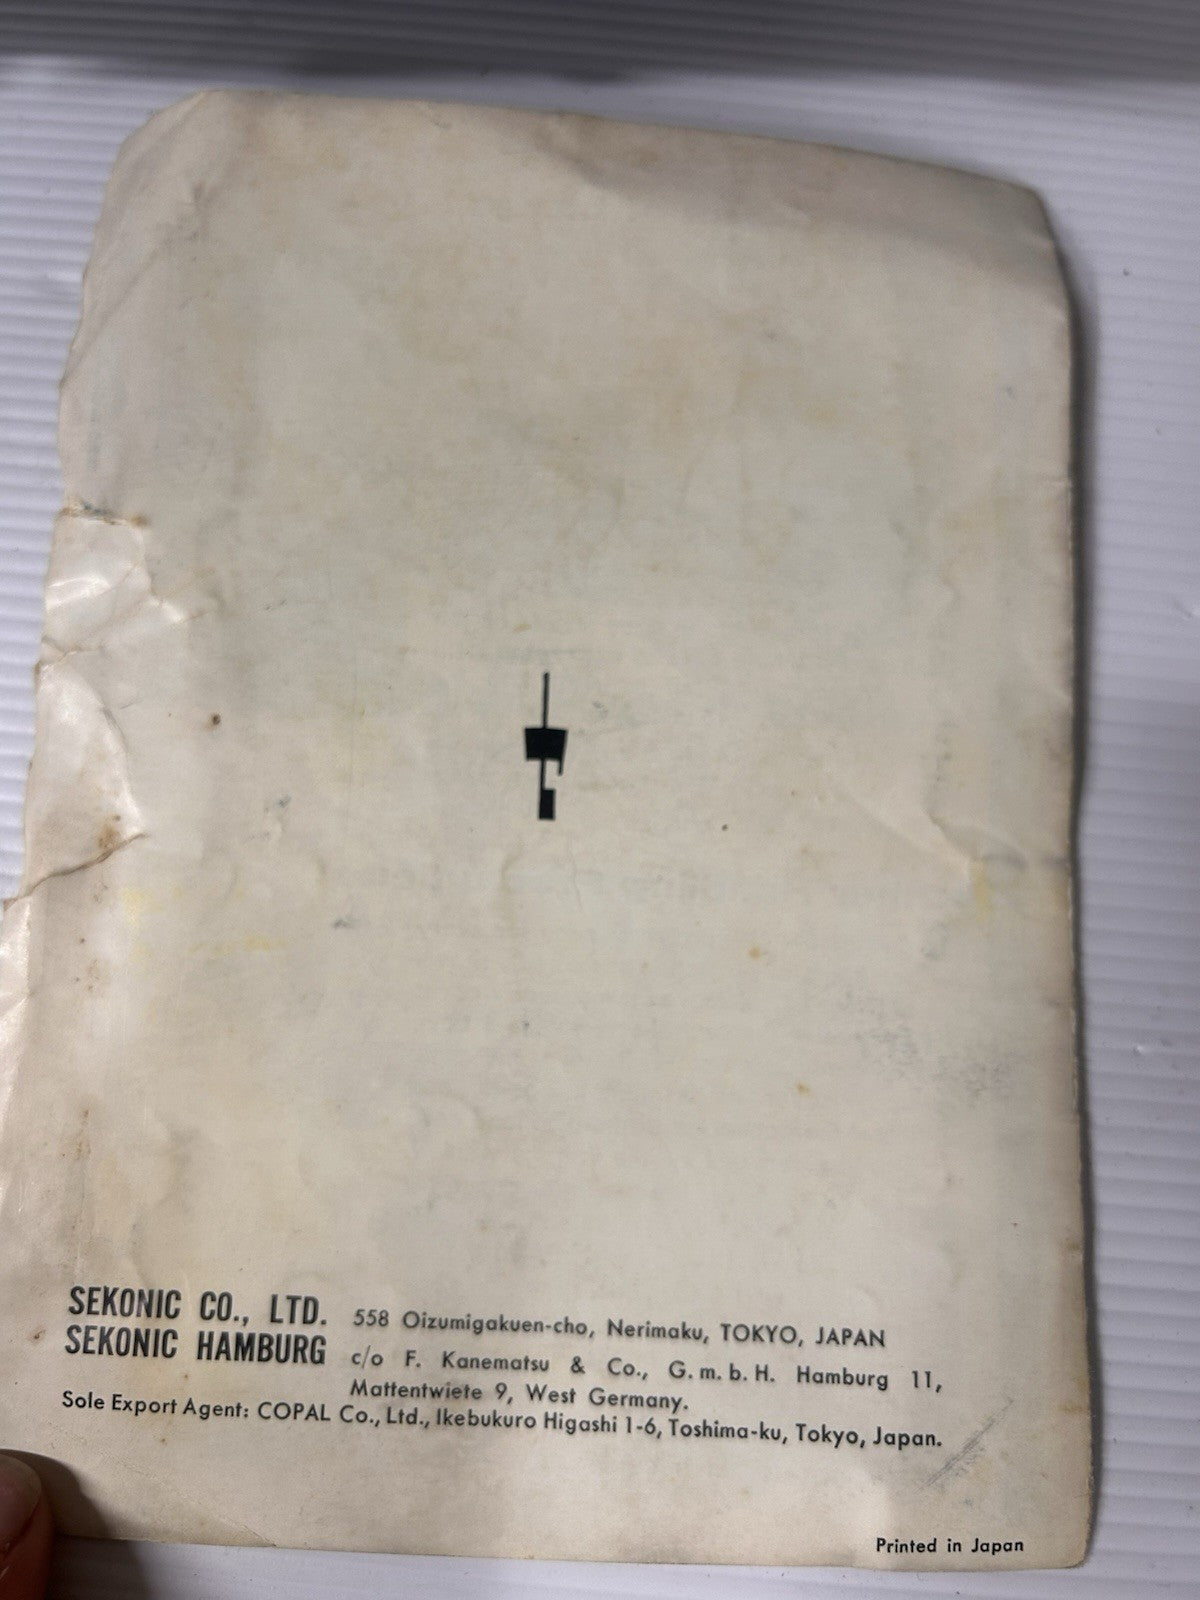 SEKONIC CO., LTD. 558 Oizumigakuen-cho, Nerimaku, TOKYO, JAPAN
SEKONIC HAMBURG c/o F. Kanematsu & Co., G. m. b. H. Hamburg 11,
Mattentwiete 9, West Germany.
Sole Export Agent: COPAL Co., Ltd., Ikebukuro Higashi 1-6, Toshima-ku, Tokyo, Japan.
Printed in Japan